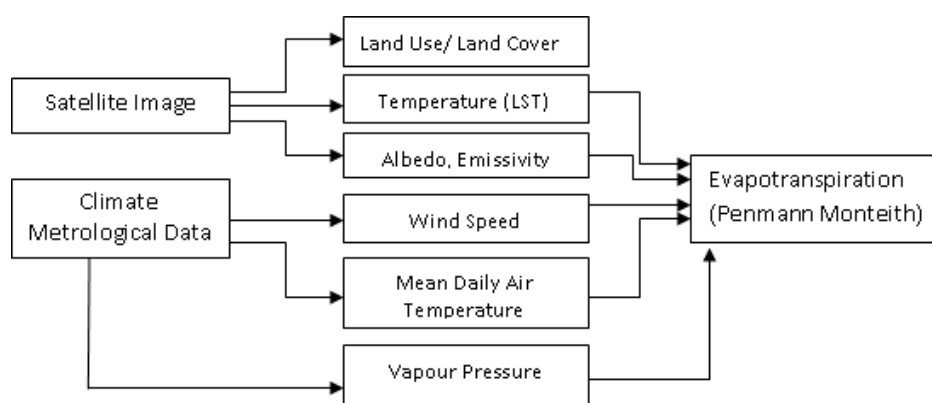 Land Use/ Land Cover
Satellite Image
Temperature (LST)
Albedo, Emissivity
Climate
Metrological Data
Wind Speed
Mean Daily Air
Temperature
Vapour Pressure
Evapotranspiration
(Penmann Monteith)